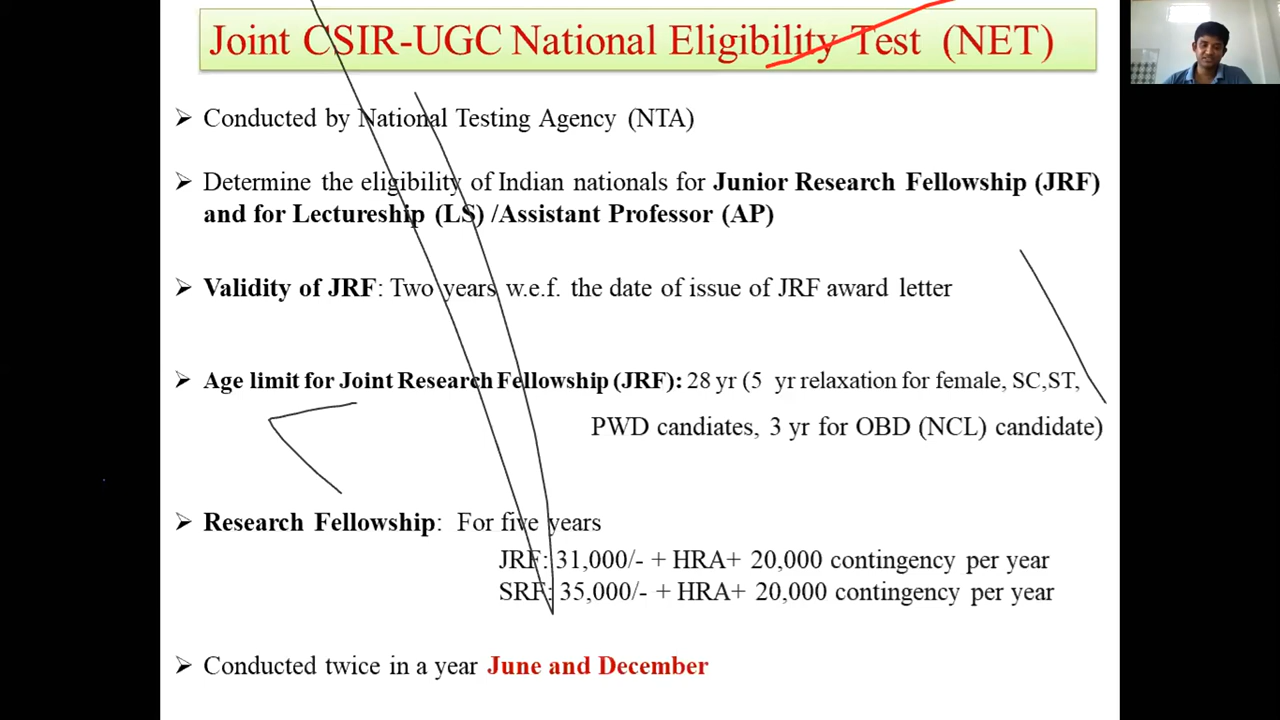 Joint CSIR-UGC National Eligibility Test (NET)
Conducted by National Testing Agency (NTA)
Determine the eligibility of Indian nationals for Junior Research Fellowship (JRF)
and for Lectureship (LS) /Assistant Professor (AP)
Validity of JRF: Two years w.e.f. the date of issue of JRF award letter
Age limit for Joint Research Fellowship (JRF): 28 yr (5 yr relaxation for female, SC,ST,
PWD candiates, 3 yr for OBD (NCL) candidate)
Research Fellowship: For five years
JRF: 31,000/- + HRA+ 20,000 contingency per year
SRF: 35,000/- + HRA+ 20,000 contingency per year
Conducted twice in a year June and December